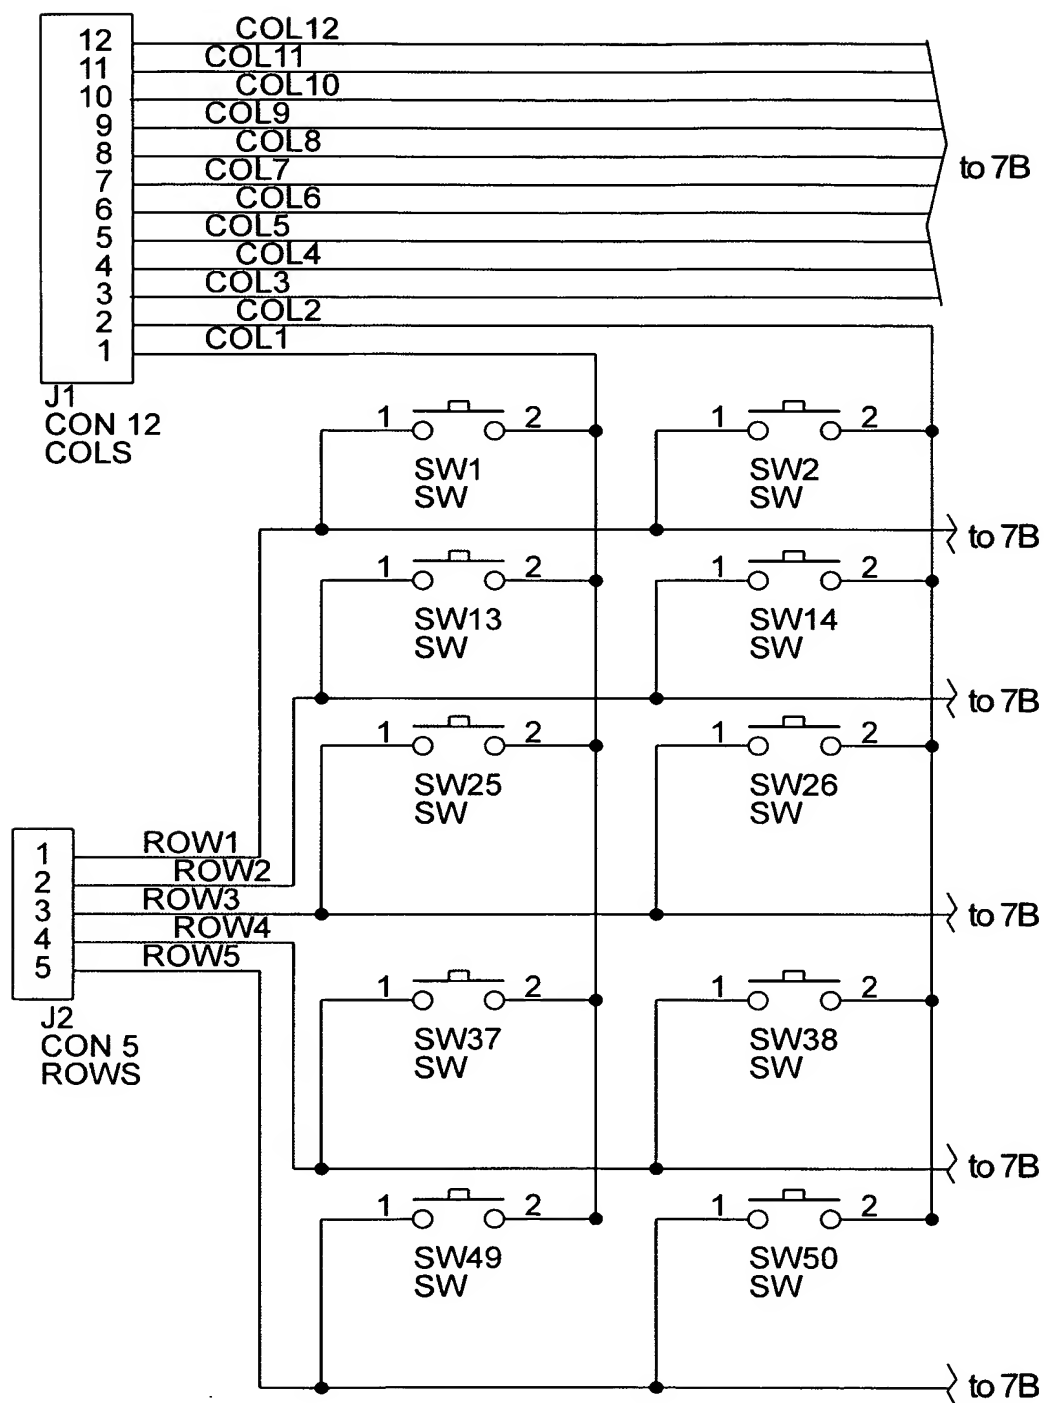 12 COL12
11 COL11
10 COL10
9 COL9
8 COL8
7 COL7
6 COL6
5 COL5
4 COL4
3 COL3
2 COL2
1 COL1
to 7B
J1
CON 12
COLS
1 2 1 2
SW1 SW2
SW SW
to 7B
1 2 1 2
SW13 SW14
SW SW
to 7B
1 2 1 2
SW25 SW26
SW SW
1 ROW1
2 ROW2
3 ROW3
4 ROW4
5 ROW5
to 7B
J2
CON 5
ROWS
1 2 1 2
SW37 SW38
SW SW
to 7B
1 2 1 2
SW49 SW50
SW SW
to 7B